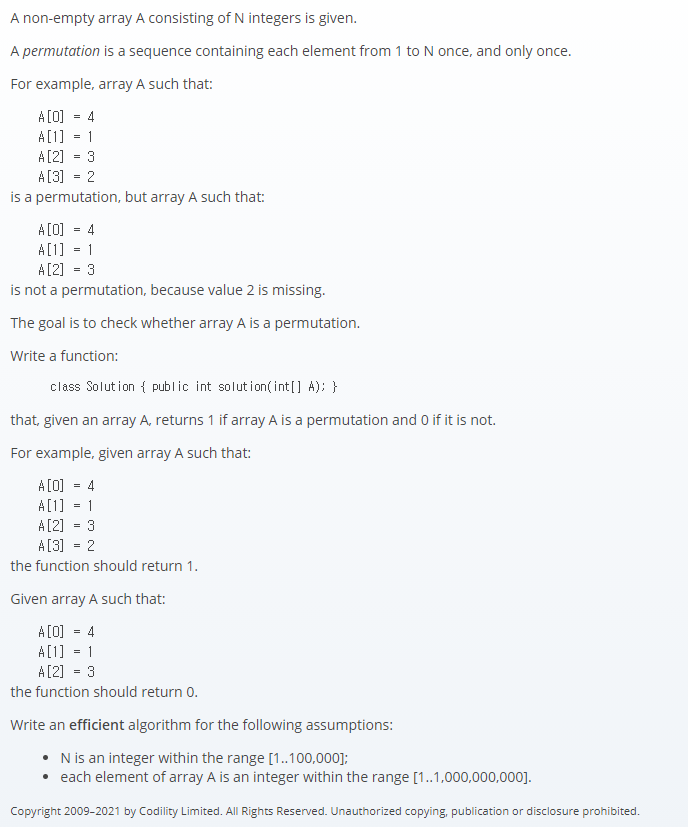 A non-empty array A consisting of N integers is given.
A permutation is a sequence containing each element from 1 to N once, and only once.
For example, array A such that:
A[0] = 4
A[1] = 1
A[2] = 3
A[3] = 2
is a permutation, but array A such that:
A[0] = 4
A[1] = 1
A[2] = 3
is not a permutation, because value 2 is missing.
The goal is to check whether array A is a permutation.
Write a function:
class Solution { public int solution(int[] A); }
that, given an array A, returns 1 if array A is a permutation and 0 if it is not.
For example, given array A such that:
A[0] = 4
A[1] = 1
A[2] = 3
A[3] = 2
the function should return 1.
Given array A such that:
A[0] = 4
A[1] = 1
A[2] = 3
the function should return 0.
Write an efficient algorithm for the following assumptions:
• N is an integer within the range [1..100,000];
• each element of array A is an integer within the range [1..1,000,000,000].
Copyright 2009–2021 by Codility Limited. All Rights Reserved. Unauthorized copying, publication or disclosure prohibited.